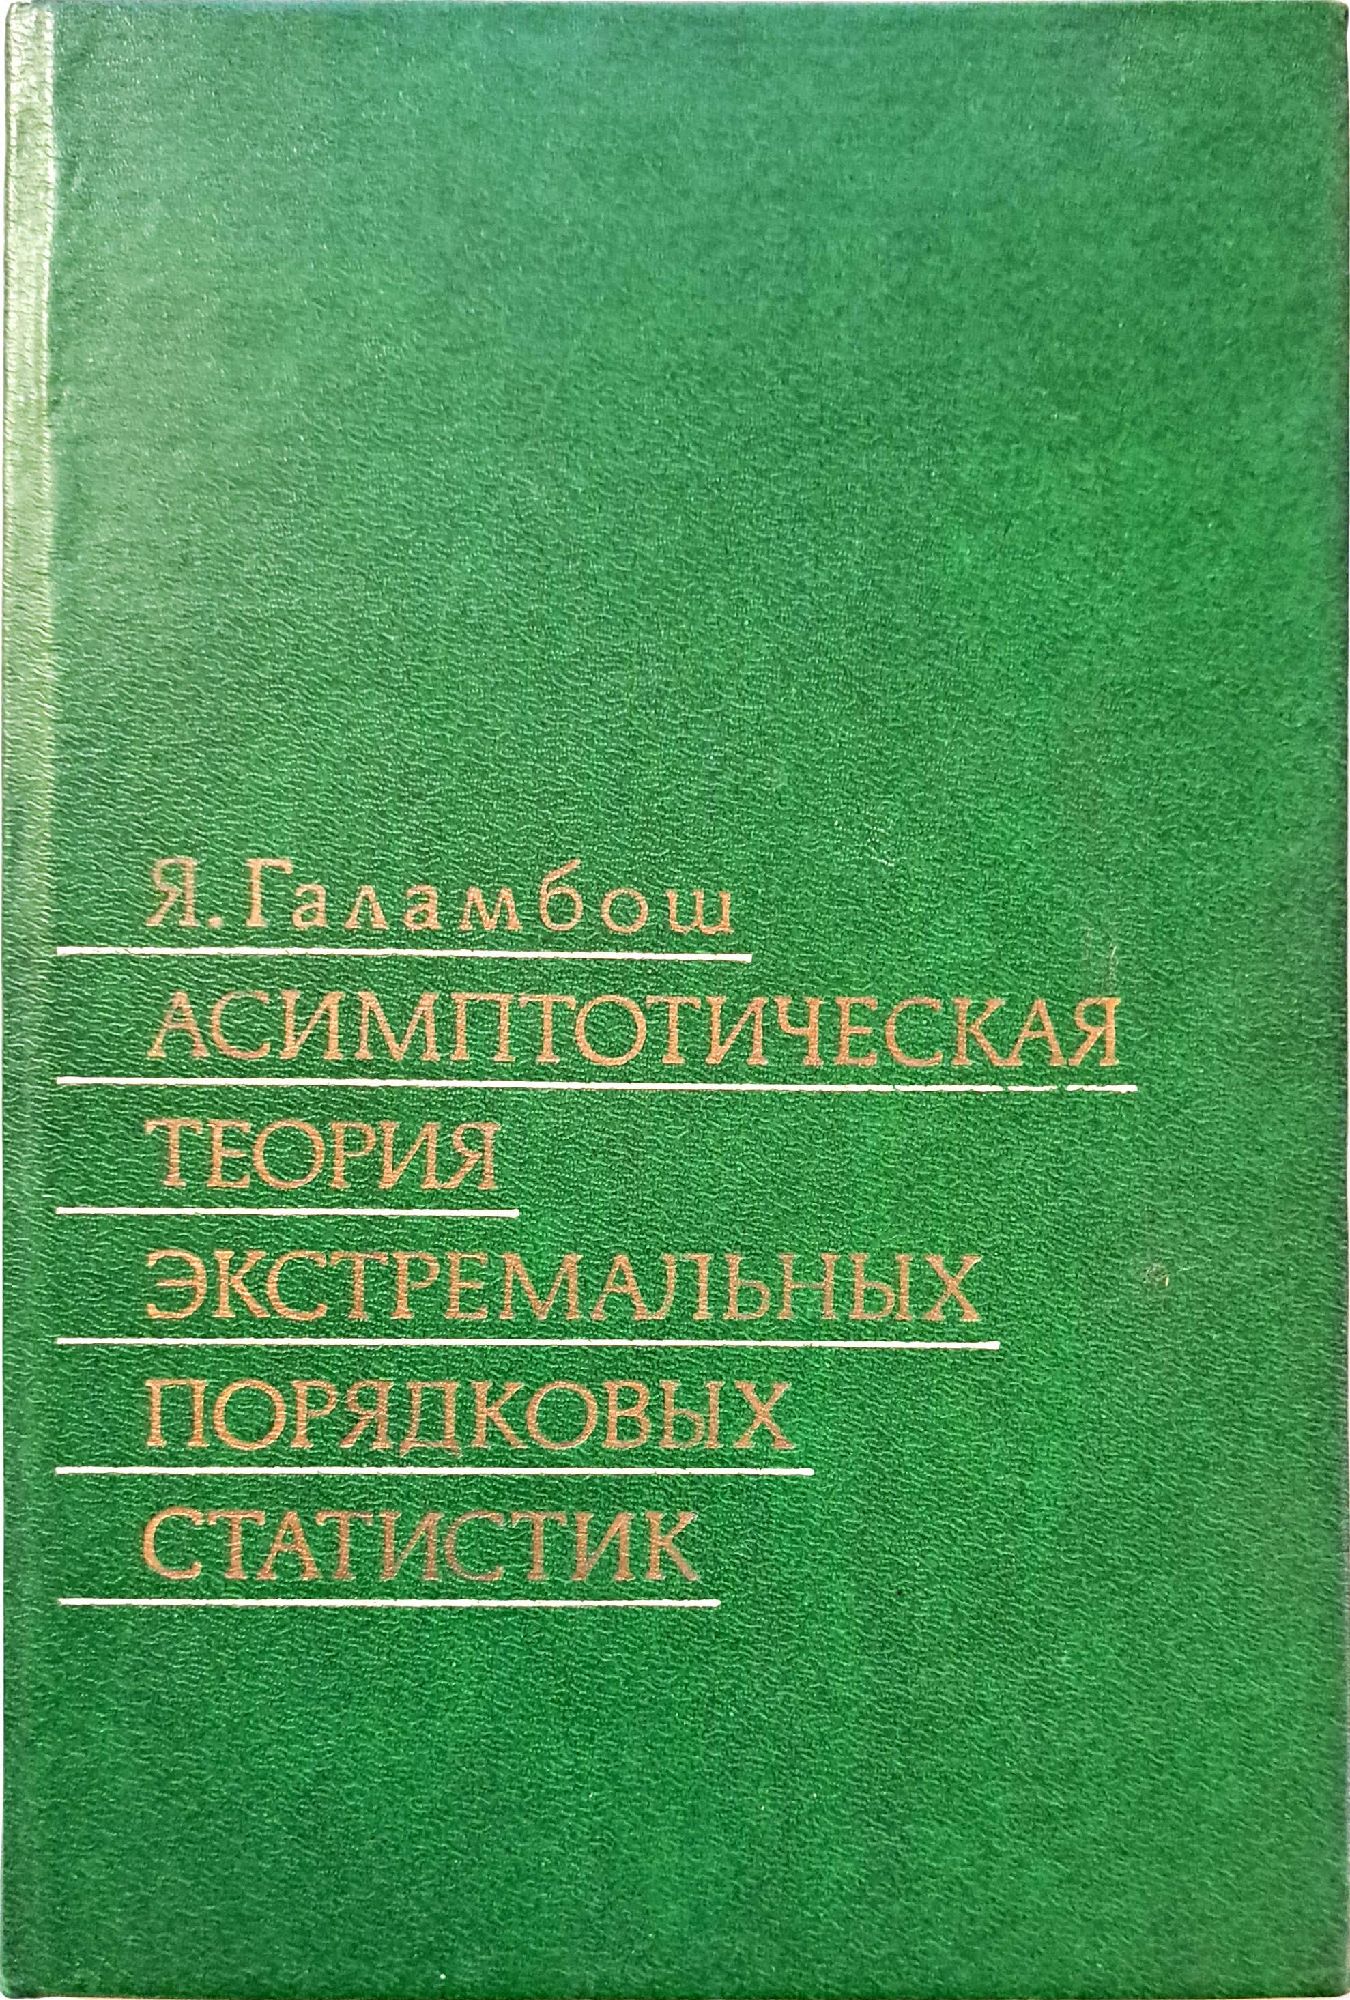 Я. Галамбош
АСИМПТОТИЧЕСКАЯ
ТЕОРИЯ
ЭКСТРЕМАЛЬНЫХ
ПОРЯДКОВЫХ
СТАТИСТИК